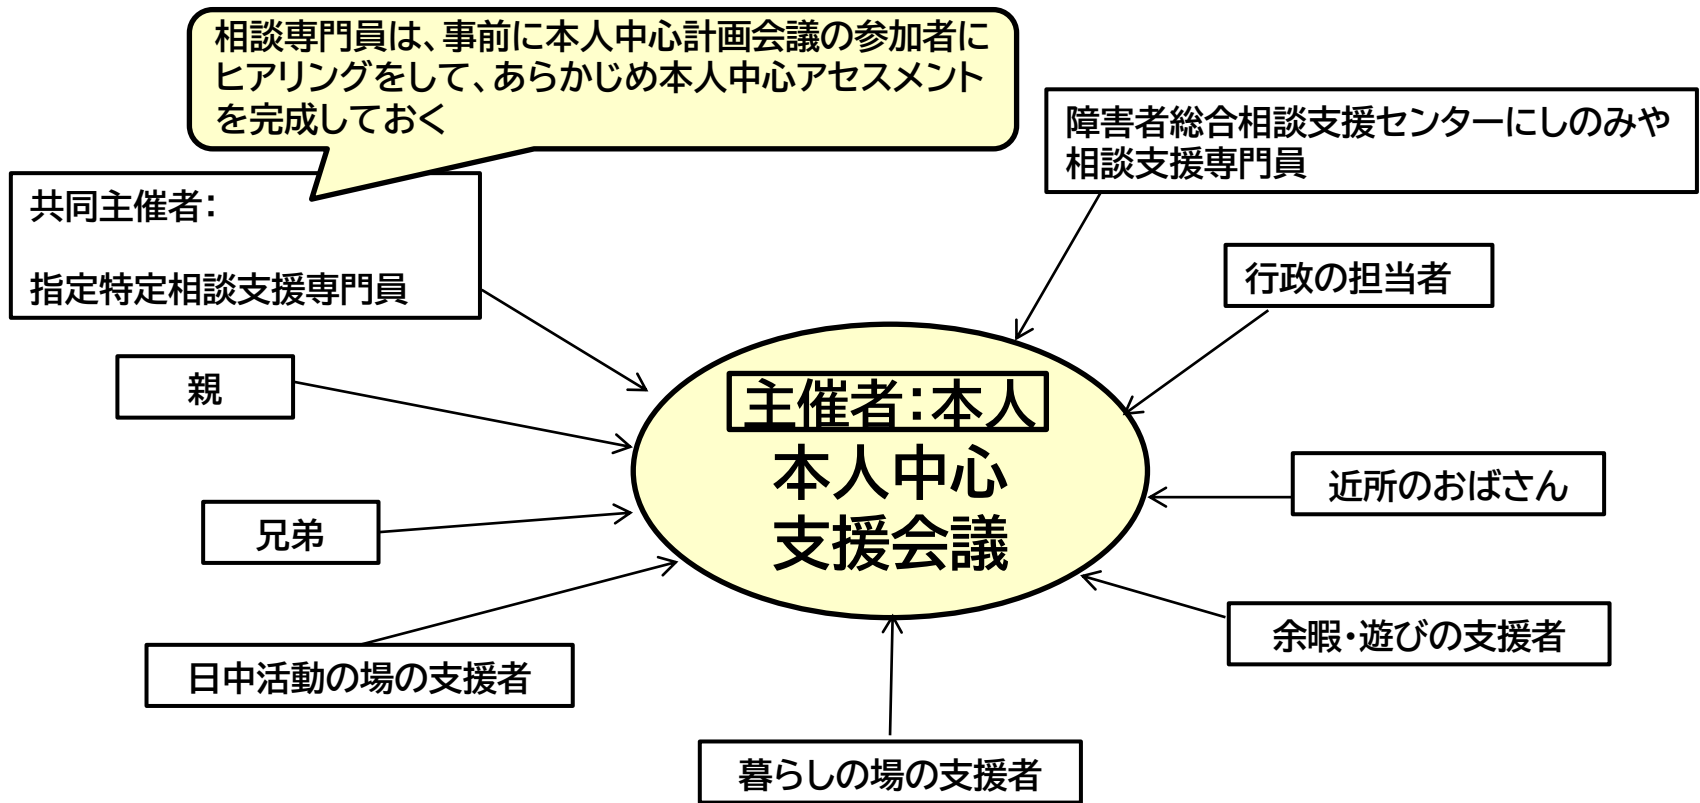 相談専門員は、事前に本人中心計画会議の参加者に
ヒアリングをして、あらかじめ本人中心アセスメント
を完成しておく
障害者総合相談支援センターにしのみや
相談支援専門員
共同主催者：
指定特定相談支援専門員
行政の担当者
親
主催者：本人
本人中心
支援会議
近所のおばさん
兄弟
余暇・遊びの支援者
日中活動の場の支援者
暮らしの場の支援者